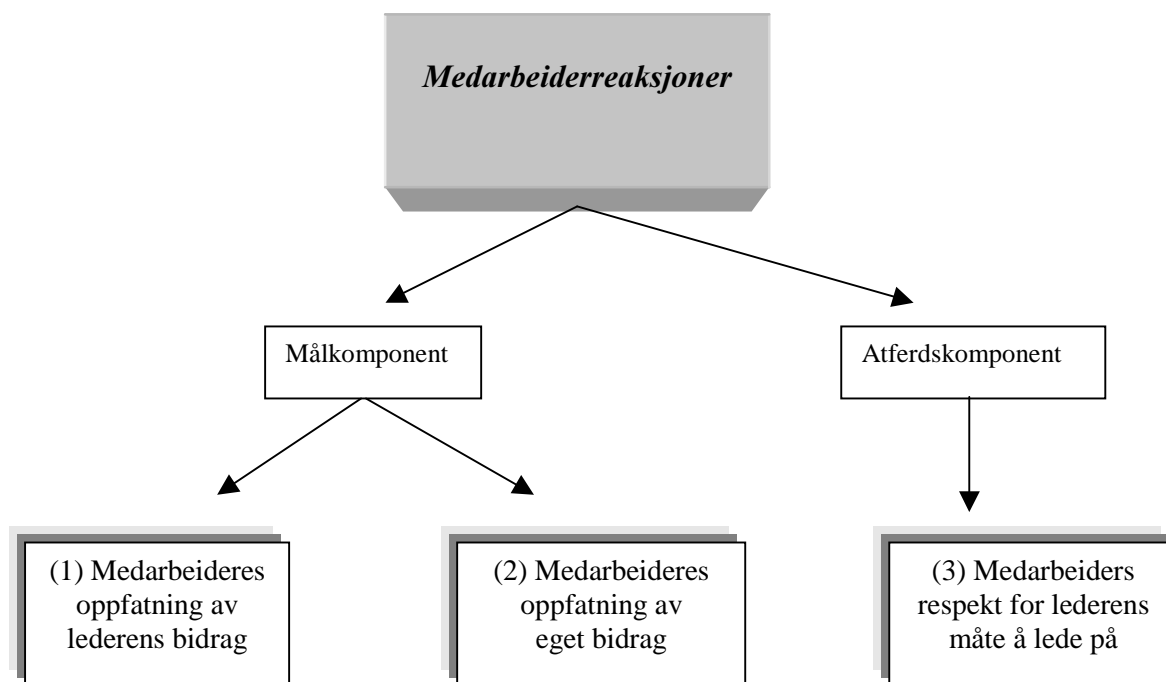 Medarbeiderreaksjoner
Målkomponent
Atferdskomponent
(1) Medarbeideres
oppfatning av
lederens bidrag
(2) Medarbeideres
oppfatning av
eget bidrag
(3) Medarbeiders
respekt for lederens
måte å lede på